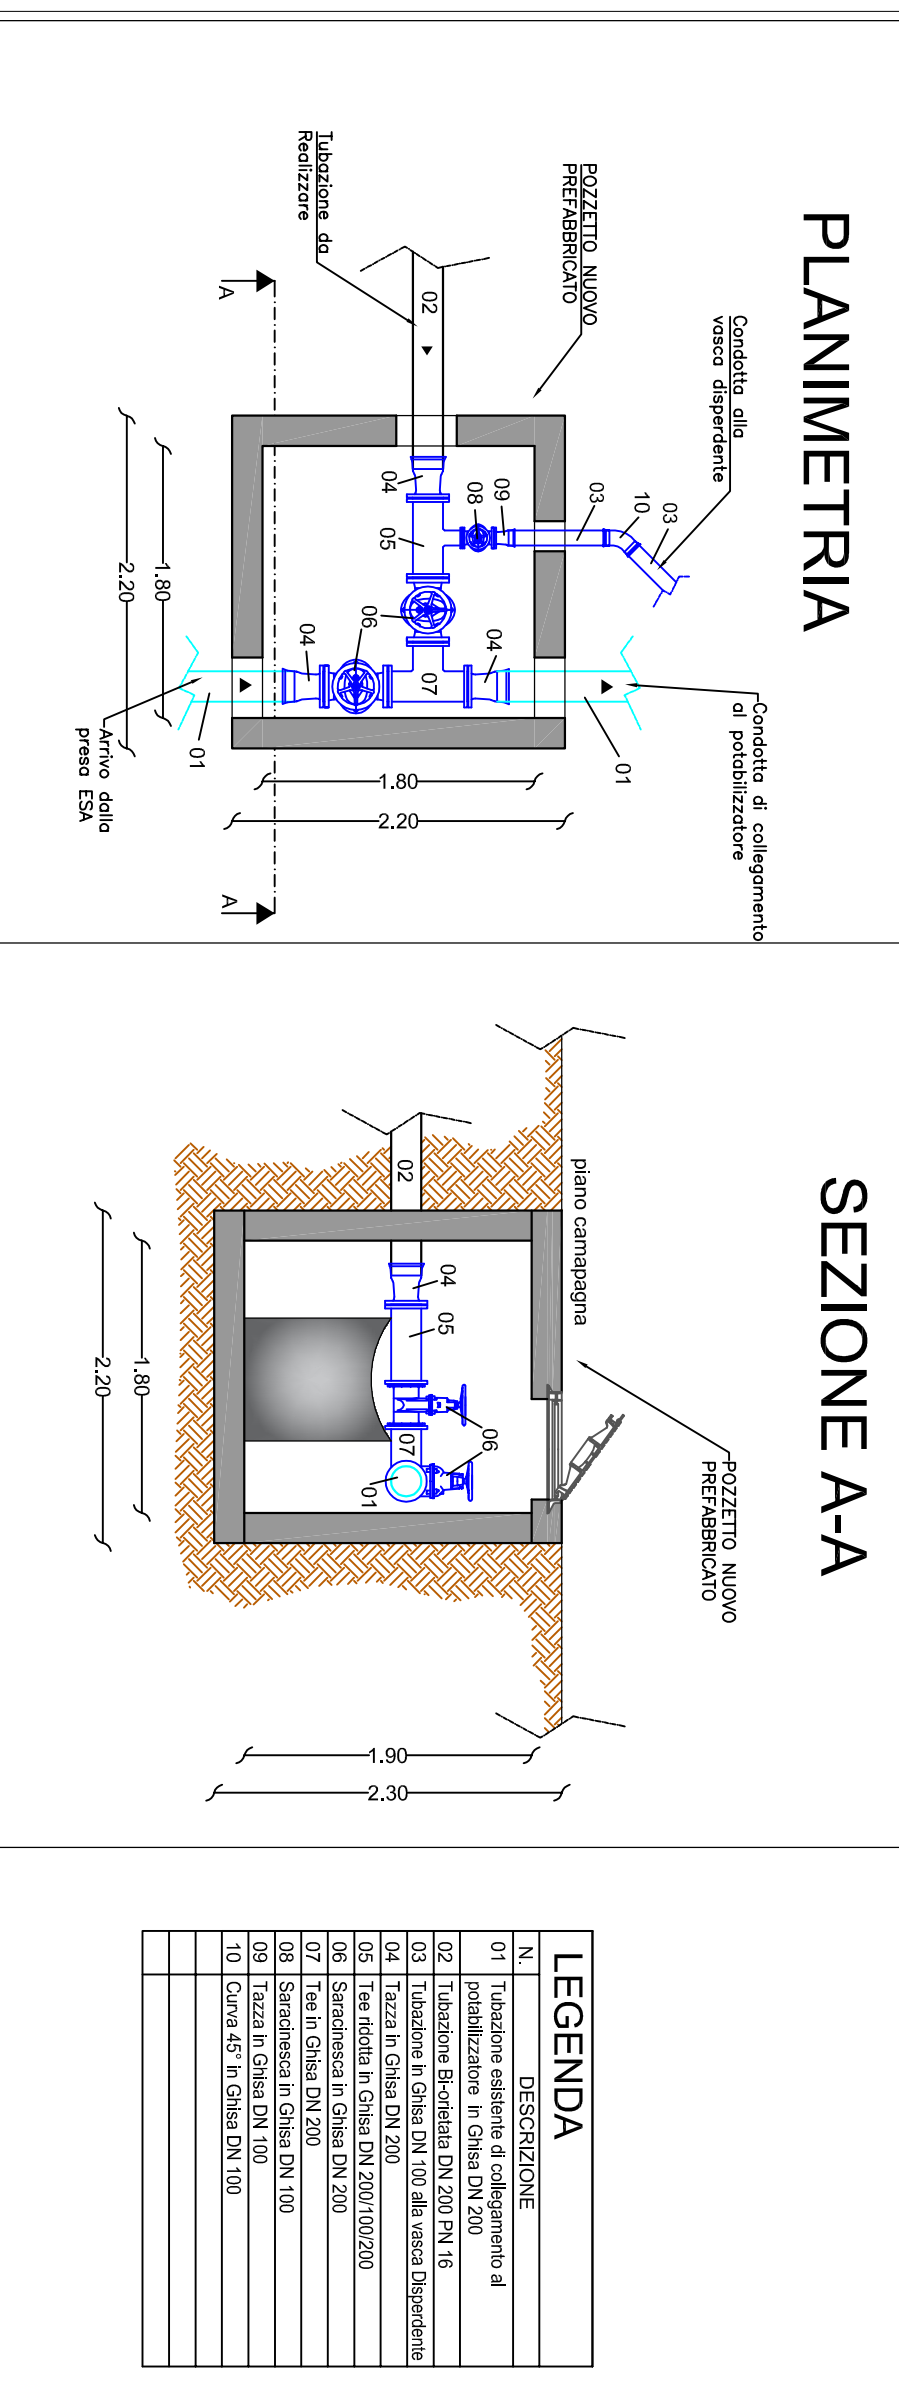 PLANIMETRIA
Condotta alla
vasca disperdente
POZZETTO NUOVO
PREFABBRICATO
Tubazione da
Realizzare
Condotta di collegamento
al potabilizzatore
Arrivo dalla
presa ESA
02
04
05
08
09
03
10
03
06
04
04
07
01
01
1.80
2.20
1.80
2.20
A
A
SEZIONE A-A
piano camapagna
POZZETTO NUOVO
PREFABBRICATO
02
04
05
06
07
01
1.80
2.20
1.90
2.30
LEGENDA
N. DESCRIZIONE
01 Tubazione esistente di collegamento al
potabilizzatore in Ghisa DN 200
02 Tubazione Bi-orietata DN 200 PN 16
03 Tubazione in Ghisa DN 100 alla vasca Disperdente
04 Tazza in Ghisa DN 200
05 Tee ridotta in Ghisa DN 200/100/200
06 Saracinesca in Ghisa DN 200
07 Tee in Ghisa DN 200
08 Saracinesca in Ghisa DN 100
09 Tazza in Ghisa DN 100
10 Curva 45° in Ghisa DN 100